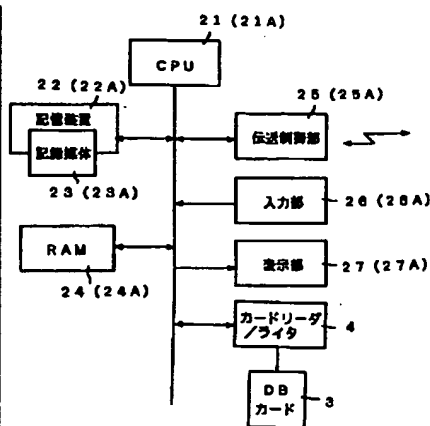 21 (21A)
CPU
22 (22A)
記憶装置
記録媒体
23 (23A)
25 (25A)
伝送制御部
入力部
26 (26A)
RAM
24 (24A)
表示部
27 (27A)
カードリーダ
/ライタ
4
DB
カード
3